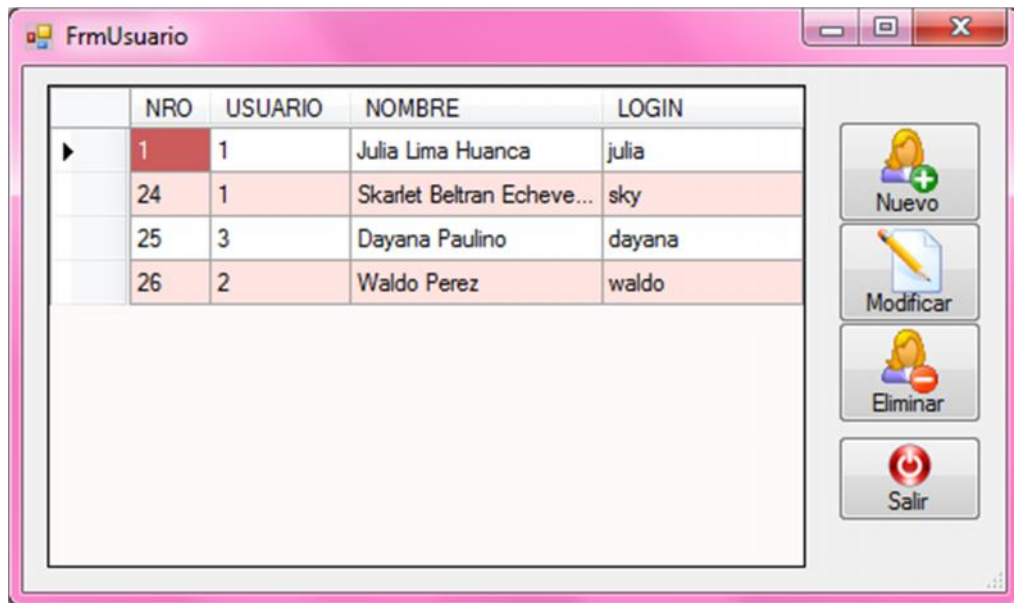 FrmUsuario
NRO USUARIO NOMBRE LOGIN
1 1 Julia Lima Huanca julia
24 1 Skarlet Beltran Echeve... sky
25 3 Dayana Paulino dayana
26 2 Waldo Perez waldo
Nuevo
Modificar
Eliminar
Salir